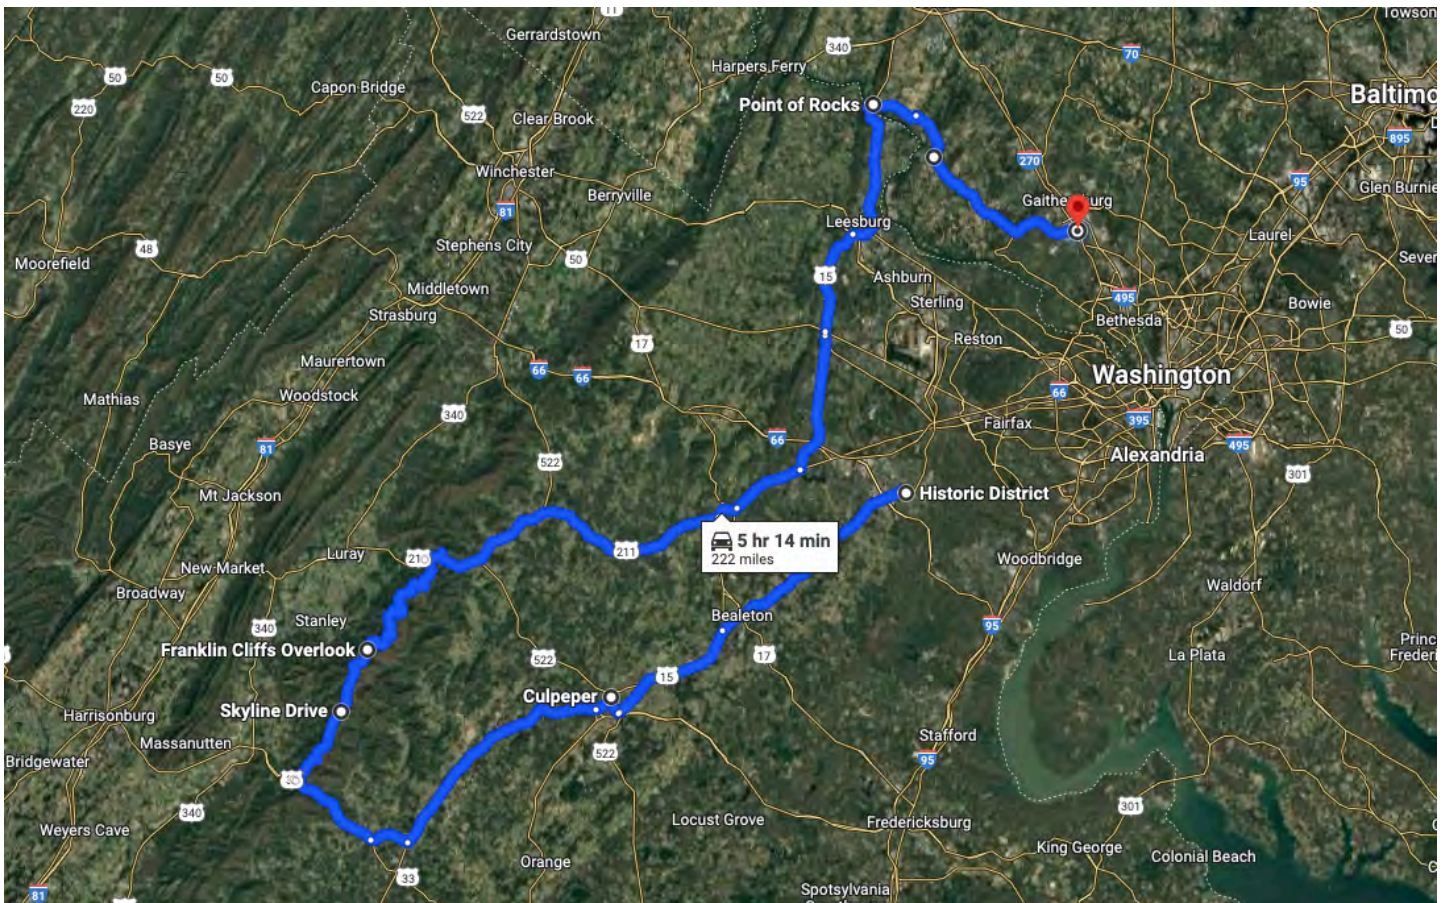 11
Towson
Gerrardstown
340
70
50
50
Harpers Ferry
Capon Bridge
Baltimo
220
Point of Rocks
522
Clear Brook
895
270
Winchester
95
Glen Burnie
Berryville
Gaithe burg
81
Leesburg
Laurel
48
Stephens City
Sever
Moorefield
50
15
Ashburn
Middletown
495
Sterling
Bowie
Strasburg
Bethesda
50
17
Reston
Maurertown
66
66
Washington
Mathias
Woodstock
66
340
395
Basye
66
Fairfax
81
495
Alexandria
522
301
Mt Jackson
Historic District
5 hr 14 min
222 miles
211
Luray
21
Woodbridge
New Market
Waldorf
Broadway
Bealeton
Stanley
340
95
Princ
Frederi
Franklin Cliffs Overlook
522
17
La Plata
15
Culpeper
Skyline Drive
Harrisonburg
Massanutten
Stafford
522
Bridgewater
95
340
301
Locust Grove
Fredericksburg
Weyers Cave
King George
Colonial Beach
Orange
33
81
Spotsylvania